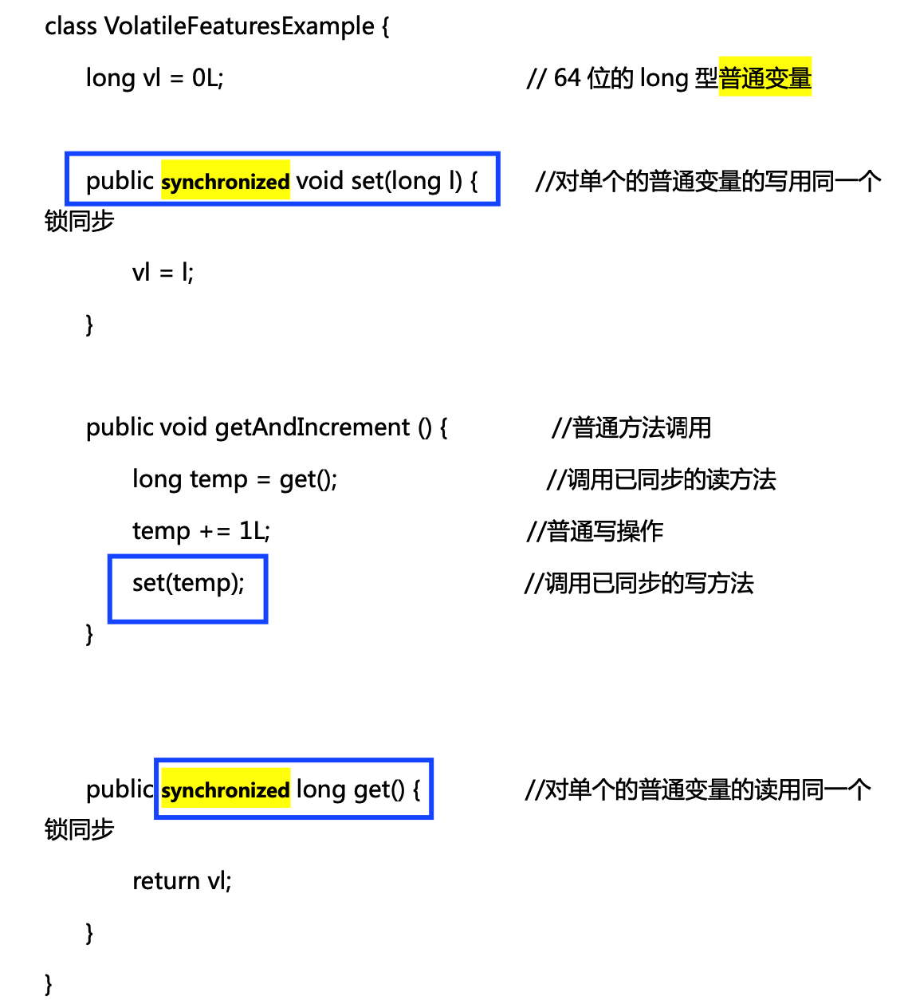 class VolatileFeaturesExample {
long vl = 0L; // 64 位的 long 型普通变量
public synchronized void set(long l) { //对单个的普通变量的写用同一个
锁同步
vl = l;
}
public void getAndIncrement () { //普通方法调用
long temp = get(); //调用已同步的读方法
temp += 1L; //普通写操作
set(temp); //调用已同步的写方法
}
public synchronized long get() { //对单个的普通变量的读用同一个
锁同步
return vl;
}
}